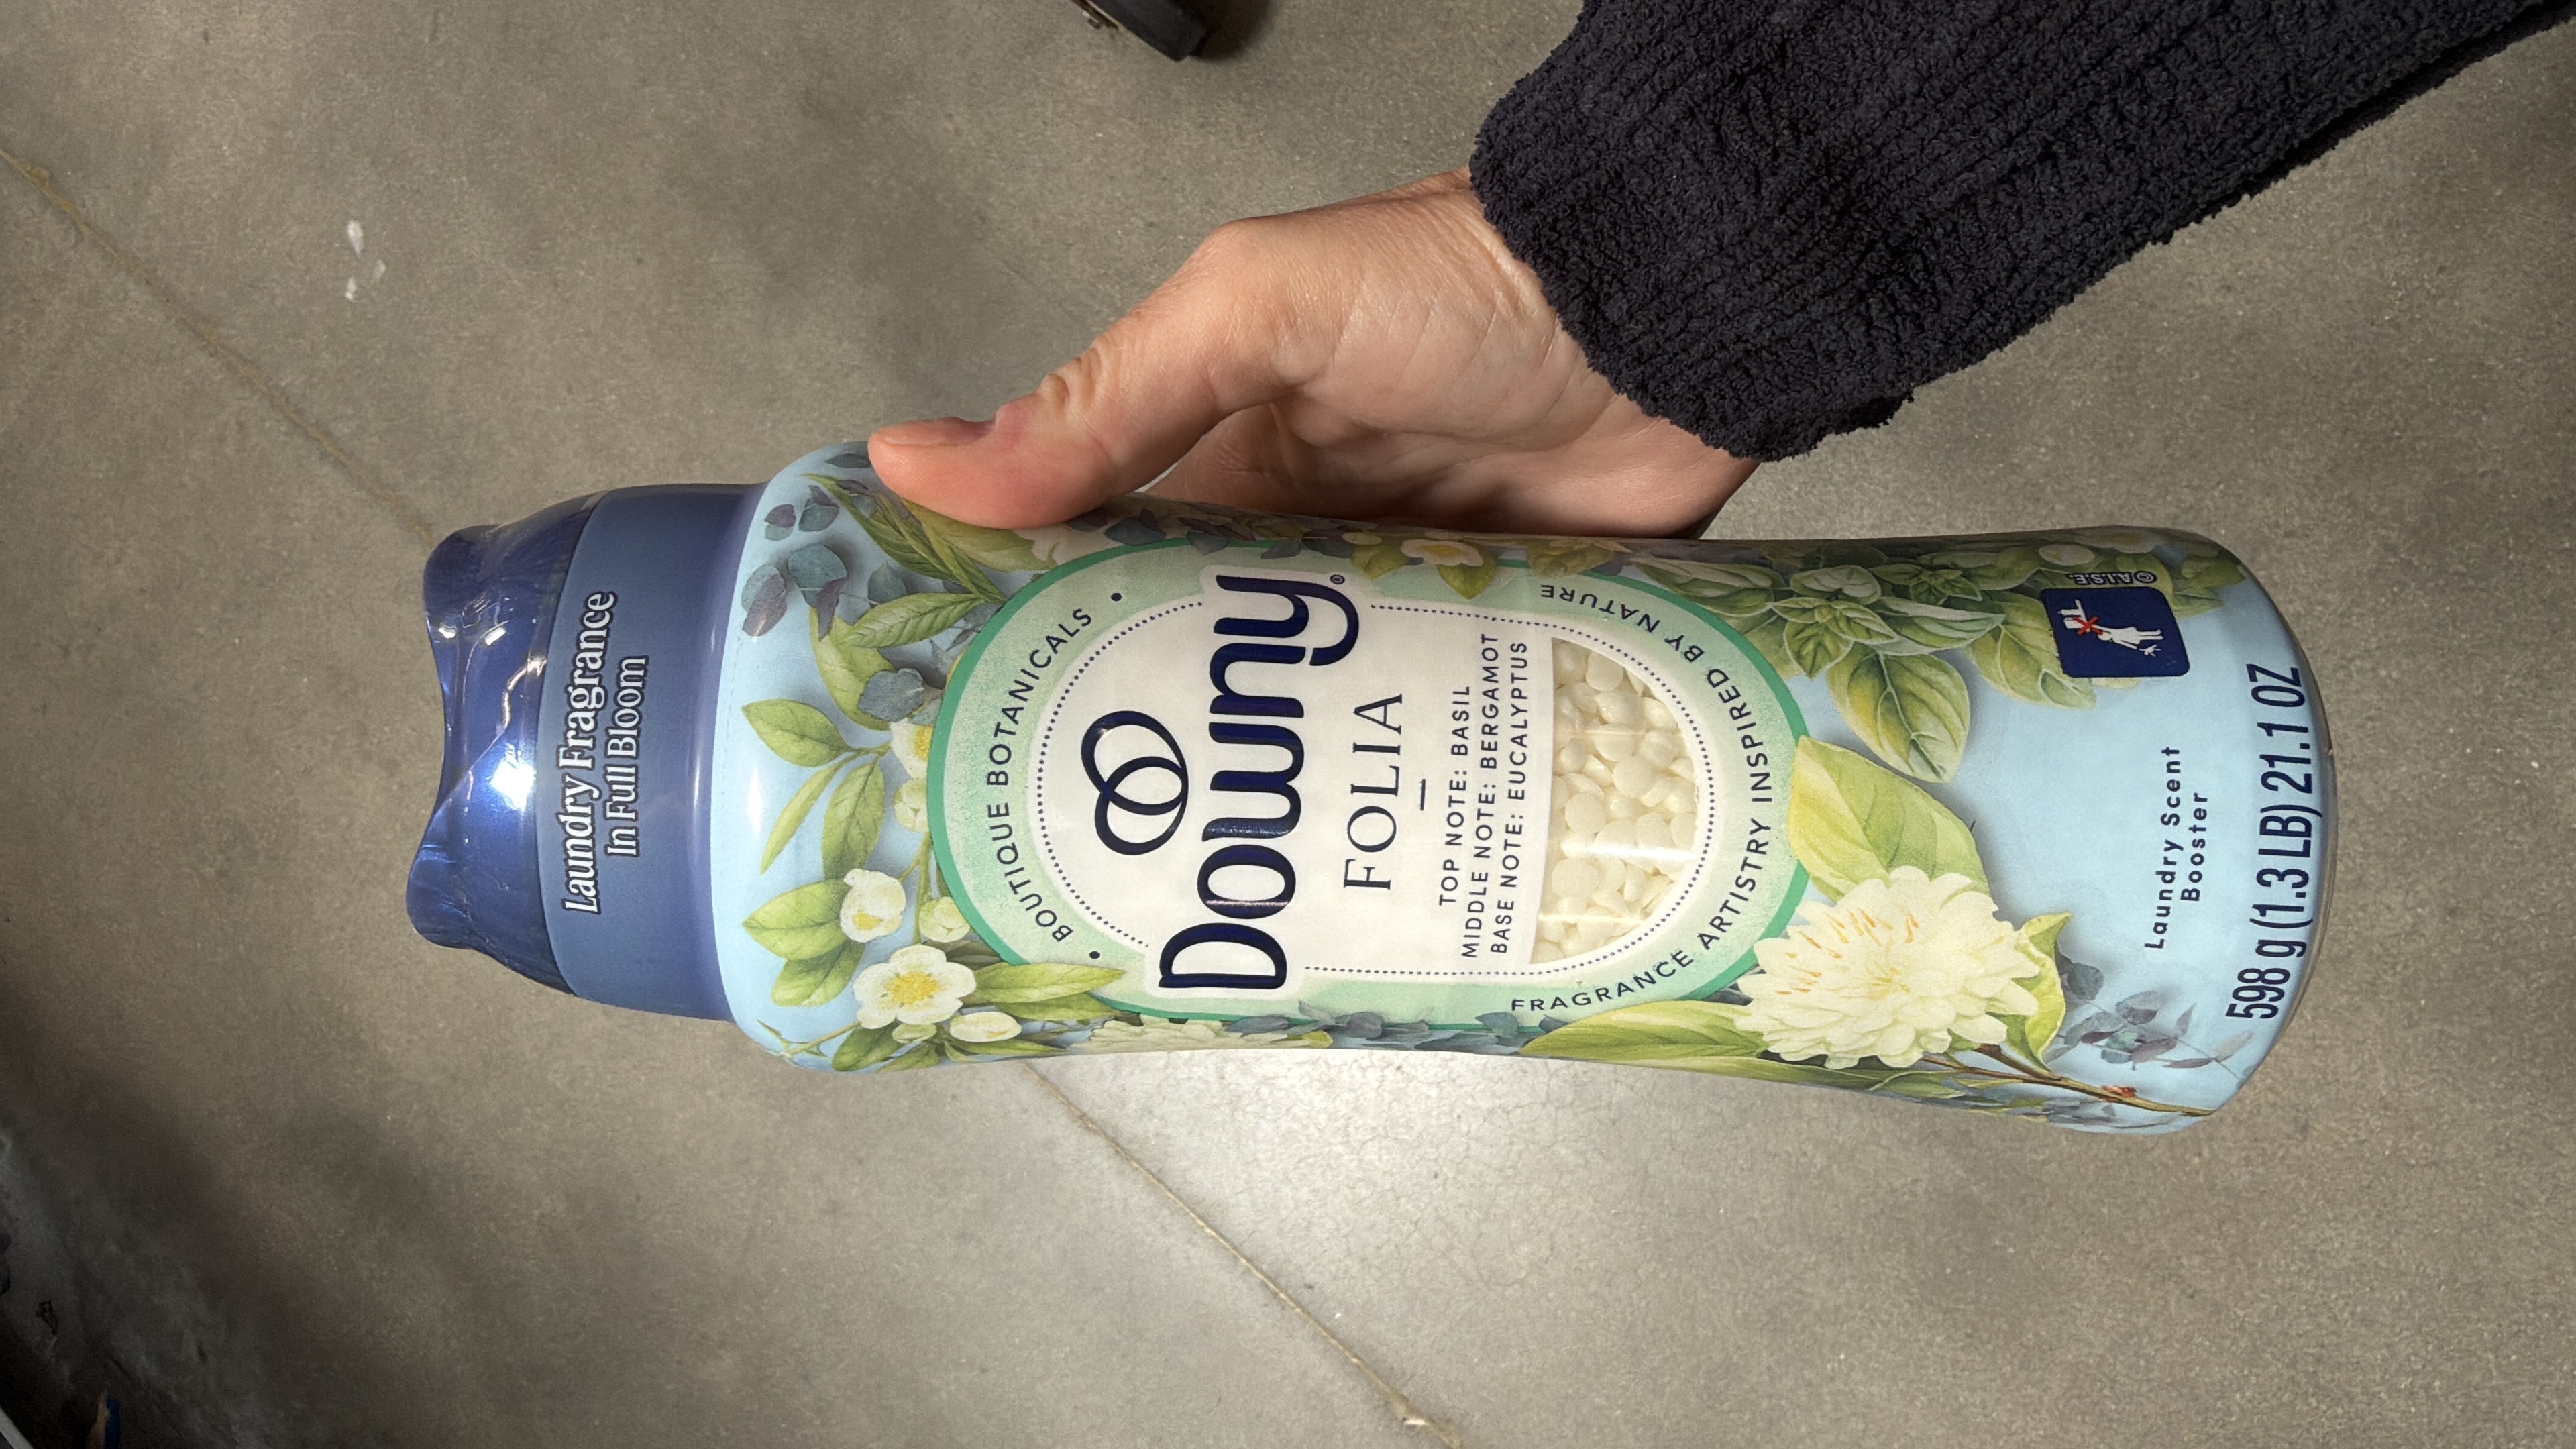 Laundry Fragrance
In Full Bloom
BOUTIQUE BOTANICALS
Downy®
FOLIA
TOP NOTE: BASIL
MIDDLE NOTE: BERGAMOT
BASE NOTE: EUCALYPTUS
FRAGRANCE ARTISTRY INSPIRED BY NATURE
©A.I.S.E.
Laundry Scent
Booster
598 g (1.3 LB) 21.1 OZ